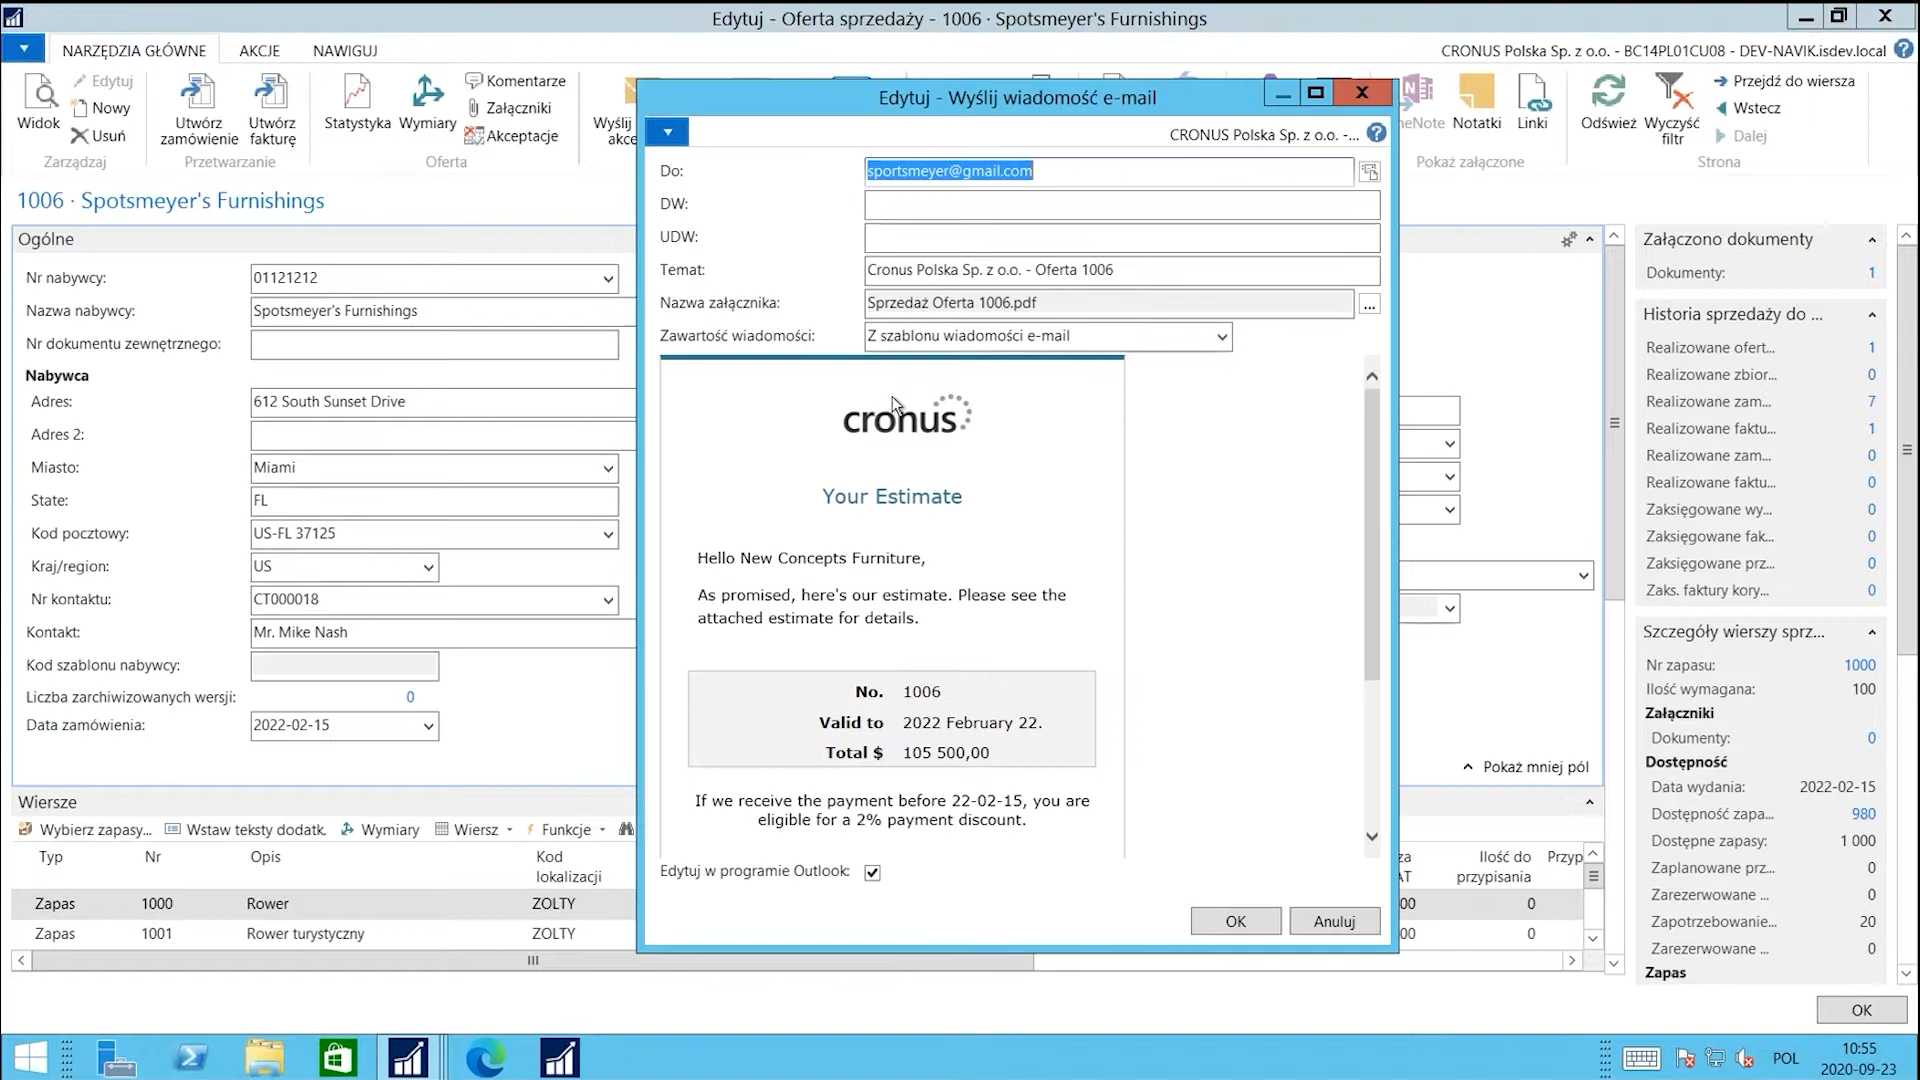 Edytuj - Oferta sprzedaży - 1006 · Spotsmeyer's Furnishings
NARZĘDZIA GŁÓWNE
AKCJE
NAWIGUJ
CRONUS Polska Sp. z o.o. - BC14PL01CU08 - DEV-NAVIK.isdev.local
Widok
Edytuj
Nowy
Usuń
Zarządzaj
Utwórz zamówienie
Utwórz fakturę
Przetwarzanie
Statystyka
Wymiary
Komentarze
Załączniki
Akceptacje
Oferta
Wyślij
Notatki
Linki
Pokaż załączone
Odśwież
Wyczyść filtr
Przejdź do wiersza
Wstecz
Dalej
Strona
1006 · Spotsmeyer's Furnishings
Ogólne
Nr nabywcy: 01121212
Nazwa nabywcy: Spotsmeyer's Furnishings
Nr dokumentu zewnętrznego:
Nabywca
Adres: 612 South Sunset Drive
Adres 2:
Miasto: Miami
State: FL
Kod pocztowy: US-FL 37125
Kraj/region: US
Nr kontaktu: CT000018
Kontakt: Mr. Mike Nash
Kod szablonu nabywcy:
Liczba zarchiwizowanych wersji: 0
Data zamówienia: 2022-02-15
Pokaż mniej pól
Wiersze
Wybierz zapasy...
Wstaw teksty dodatk.
Wymiary
Wiersz
Funkcje
Typ Nr Opis Kod lokalizacji
Ilość do przypisania
Przyp
Zapas 1000 Rower ZOLTY 00 0
Zapas 1001 Rower turystyczny ZOLTY 00 0
Edytuj - Wyślij wiadomość e-mail
CRONUS Polska Sp. z o.o. -...
Do: sportsmeyer@gmail.com
DW:
UDW:
Temat: Cronus Polska Sp. z o.o. - Oferta 1006
Nazwa załącznika: Sprzedaż Oferta 1006.pdf
...
Zawartość wiadomości: Z szablonu wiadomości e-mail
cronus
Your Estimate
Hello New Concepts Furniture,
As promised, here's our estimate. Please see the
attached estimate for details.
No. 1006
Valid to 2022 February 22.
Total $ 105 500,00
If we receive the payment before 22-02-15, you are
eligible for a 2% payment discount.
Edytuj w programie Outlook:
OK
Anuluj
Załączono dokumenty
Dokumenty: 1
Historia sprzedaży do ...
Realizowane ofert... 1
Realizowane zbior... 0
Realizowane zam... 7
Realizowane faktu... 1
Realizowane zam... 0
Realizowane faktu... 0
Zaksięgowane wy... 0
Zaksięgowane fak... 0
Zaksięgowane prz... 0
Zaks. faktury kory... 0
Szczegóły wierszy sprz...
Nr zapasu: 1000
Ilość wymagana: 100
Załączniki
Dokumenty: 0
Dostępność
Data wydania: 2022-02-15
Dostępność zapa... 980
Dostępne zapasy: 1 000
Zaplanowane prz... 0
Zarezerwowane ... 0
Zapotrzebowanie... 20
Zarezerwowane ... 0
Zapas
OK
POL
10:55
2020-09-23